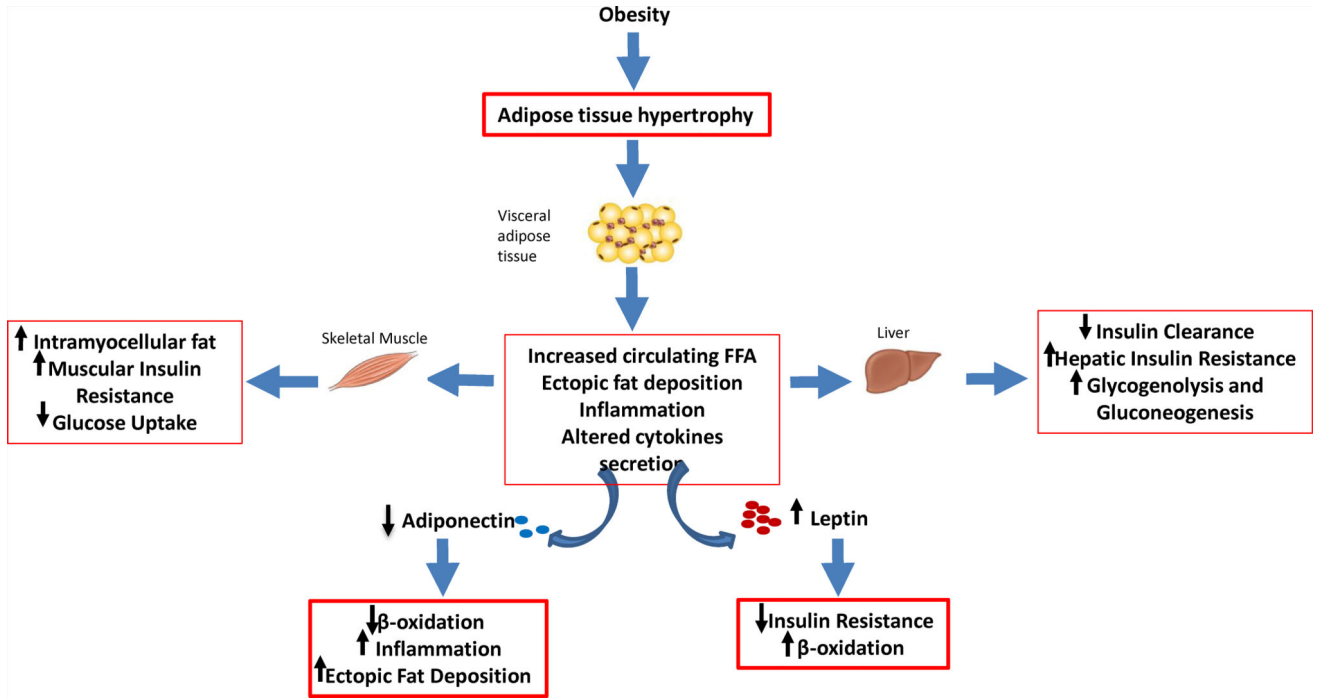 Obesity
Adipose tissue hypertrophy
Visceral
adipose
tissue
Skeletal Muscle
Liver
Intramyocellular fat
Muscular Insulin
Resistance
Glucose Uptake
Increased circulating FFA
Ectopic fat deposition
Inflammation
Altered cytokines
secretion
Insulin Clearance
Hepatic Insulin Resistance
Glycogenolysis and
Gluconeogenesis
Adiponectin
Leptin
β-oxidation
Inflammation
Ectopic Fat Deposition
Insulin Resistance
β-oxidation